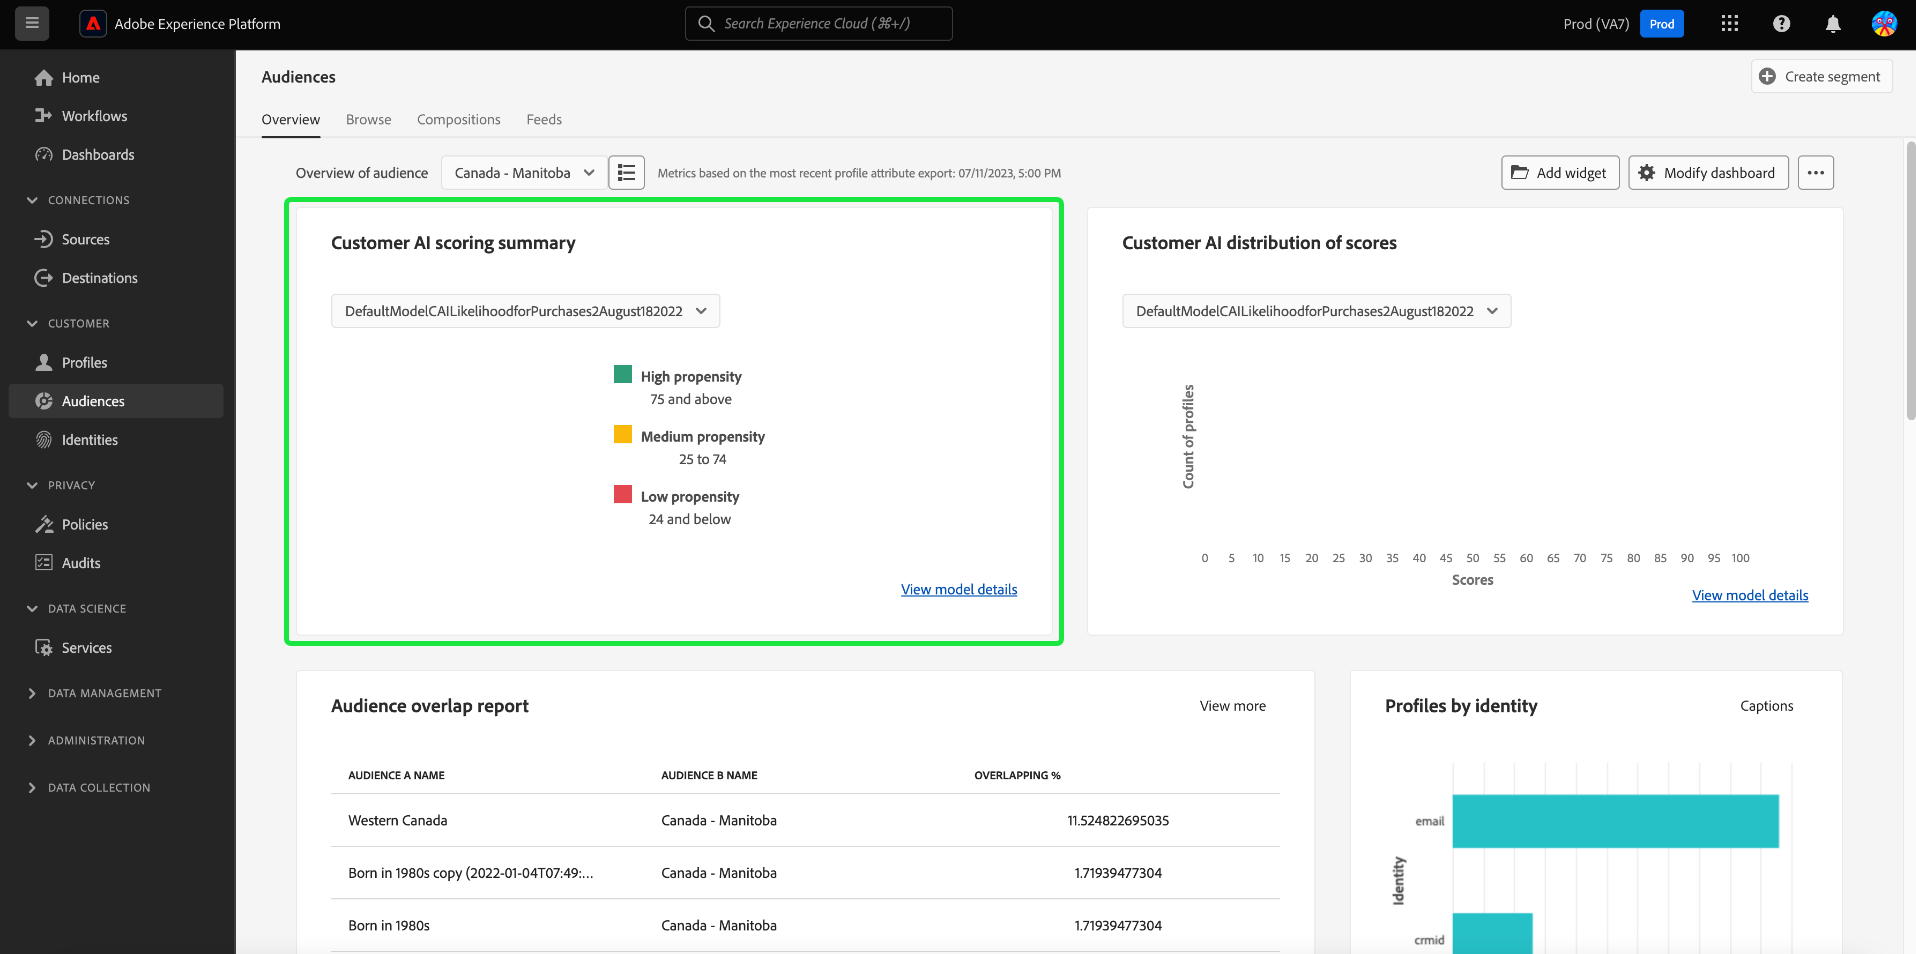 Adobe Experience Platform
Search Experience Cloud (⌘+/)
Prod (VA7)
Prod
Home
Workflows
Dashboards
CONNECTIONS
Sources
Destinations
CUSTOMER
Profiles
Audiences
Identities
PRIVACY
Policies
Audits
DATA SCIENCE
Services
DATA MANAGEMENT
ADMINISTRATION
DATA COLLECTION
Audiences
Create segment
Overview Browse Compositions Feeds
Overview of audience Canada - Manitoba Metrics based on the most recent profile attribute export: 07/11/2023, 5:00 PM
Add widget Modify dashboard
Customer AI scoring summary
DefaultModelCAILikelihoodforPurchases2August182022
High propensity
75 and above
Medium propensity
25 to 74
Low propensity
24 and below
View model details
Customer AI distribution of scores
DefaultModelCAILikelihoodforPurchases2August182022
Count of profiles
0 5 10 15 20 25 30 35 40 45 50 55 60 65 70 75 80 85 90 95 100
Scores
View model details
Audience overlap report View more
AUDIENCE A NAME AUDIENCE B NAME OVERLAPPING %
Western Canada Canada - Manitoba 11.524822695035
Born in 1980s copy (2022-01-04T07:49:... Canada - Manitoba 1.71939477304
Born in 1980s Canada - Manitoba 1.71939477304
Profiles by identity Captions
Identity
email
crmid